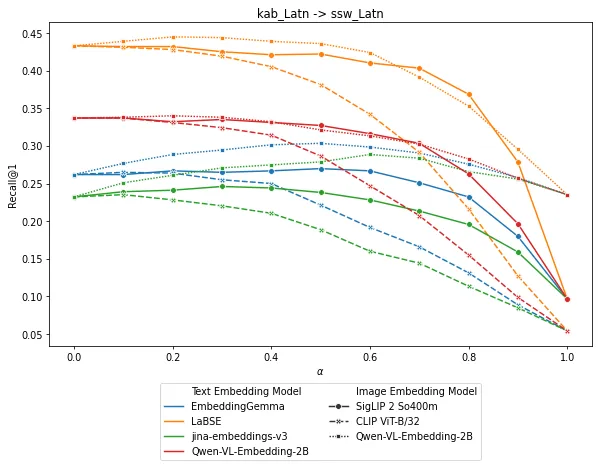 kab_Latn -> ssw_Latn
Recall@1
0.45
0.40
0.35
0.30
0.25
0.20
0.15
0.10
0.05
0.0 0.2 0.4 0.6 0.8 1.0
α
Text Embedding Model Image Embedding Model
EmbeddingGemma SigLIP 2 So400m
LaBSE CLIP ViT-B/32
jina-embeddings-v3 Qwen-VL-Embedding-2B
Qwen-VL-Embedding-2B